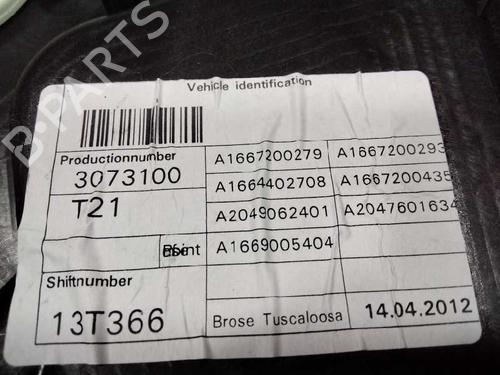 Vehicle identification
Productionnumber
3073100
T21
A1667200279 A1667200293
A1664402708 A1667200435
A2049062401 A2047601634
A1669005404
Shiftnumber
13T366
Brose Tuscaloosa 14.04.2012
B-PARTS